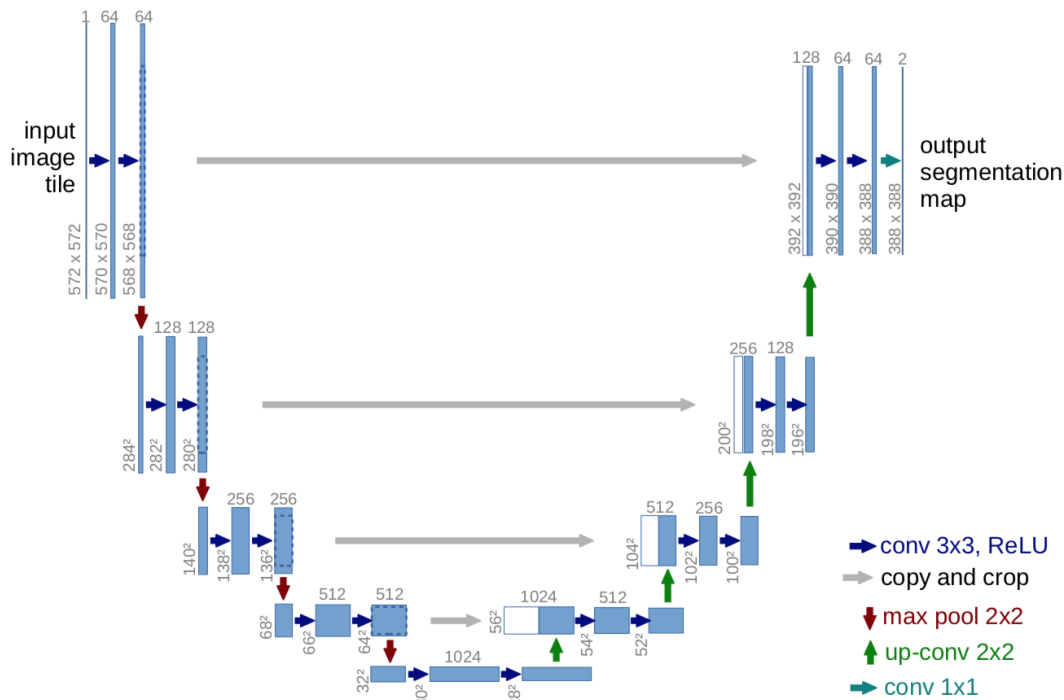 1
64
64
128
64
64
2
input
image
tile
output
segmentation
map
572 x 572
570 x 570
568 x 568
392 x 392
390 x 390
388 x 388
388 x 388
128
128
256
128
284²
282²
280²
200²
198²
196²
256
256
512
256
140²
138²
136²
104²
102²
100²
conv 3x3, ReLU
copy and crop
max pool 2x2
up-conv 2x2
conv 1x1
512
512
1024
512
68²
66²
64²
56²
54²
52²
1024
32²